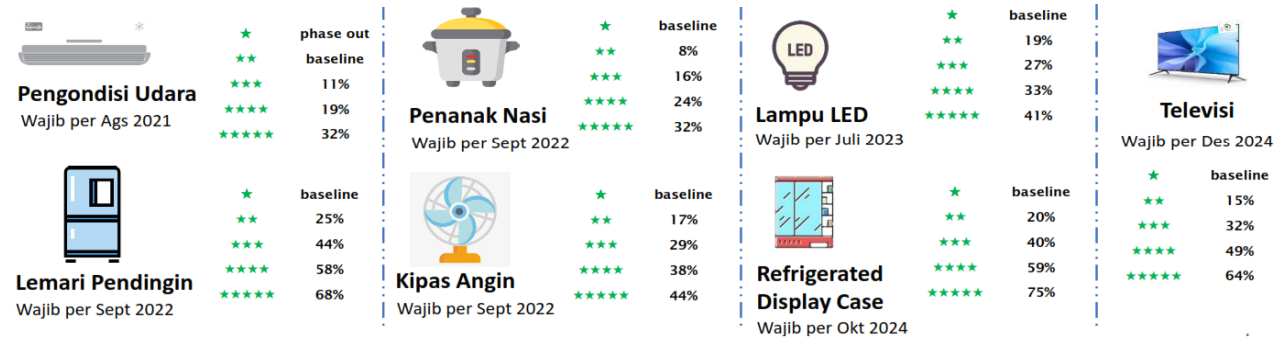 ★ phase out
★★ baseline
★★★ 11%
★★★★ 19%
★★★★★ 32%
Pengondisi Udara
Wajib per Ags 2021
★ baseline
★★ 25%
★★★ 44%
★★★★ 58%
★★★★★ 68%
Lemari Pendingin
Wajib per Sept 2022
★ baseline
★★ 8%
★★★ 16%
★★★★ 24%
★★★★★ 32%
Penanak Nasi
Wajib per Sept 2022
★ baseline
★★ 17%
★★★ 29%
★★★★ 38%
★★★★★ 44%
Kipas Angin
Wajib per Sept 2022
LED
★ baseline
★★ 19%
★★★ 27%
★★★★ 33%
★★★★★ 41%
Lampu LED
Wajib per Juli 2023
★ baseline
★★ 20%
★★★ 40%
★★★★ 59%
★★★★★ 75%
Refrigerated
Display Case
Wajib per Okt 2024
Televisi
Wajib per Des 2024
★ baseline
★★ 15%
★★★ 32%
★★★★ 49%
★★★★★ 64%